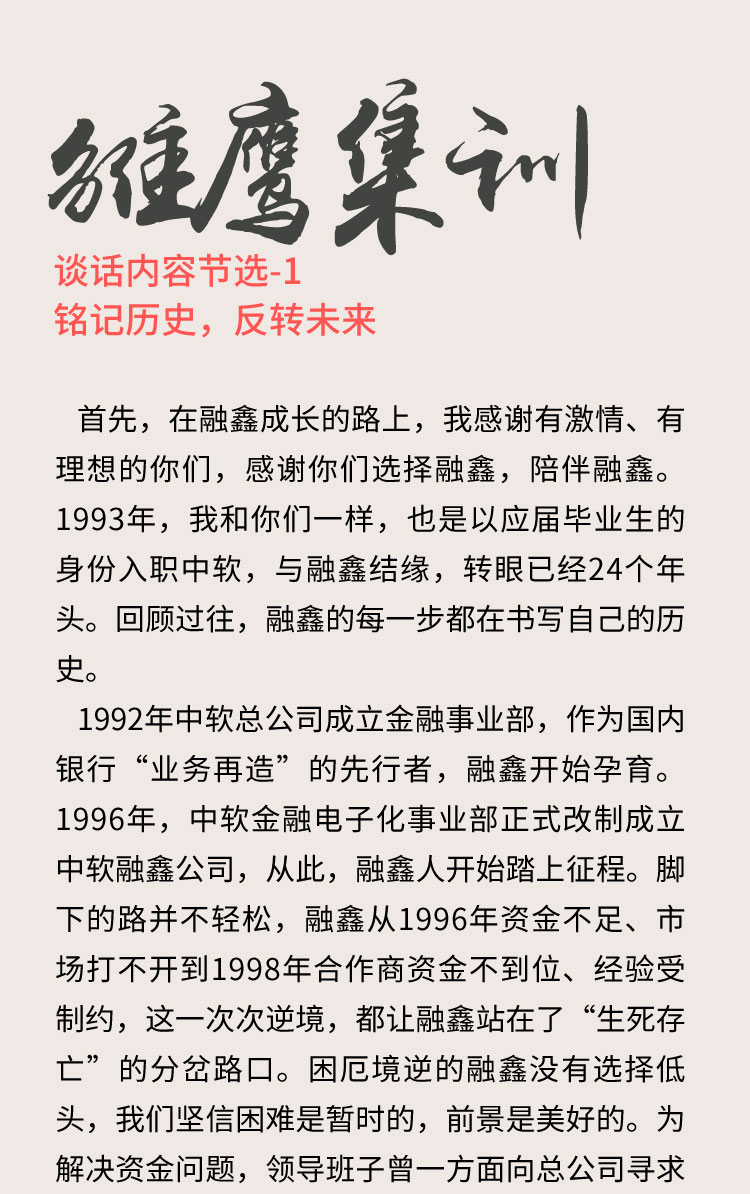 雏鹰集训
谈话内容节选-1
铭记历史，反转未来
首先，在融鑫成长的路上，我感谢有激情、有
理想的你们，感谢你们选择融鑫，陪伴融鑫。
1993年，我和你们一样，也是以应届毕业生的
身份入职中软，与融鑫结缘，转眼已经24个年
头。回顾过往，融鑫的每一步都在书写自己的历
史。
1992年中软总公司成立金融事业部，作为国内
银行“业务再造”的先行者，融鑫开始孕育。
1996年，中软金融电子化事业部正式改制成立
中软融鑫公司，从此，融鑫人开始踏上征程。脚
下的路并不轻松，融鑫从1996年资金不足、市
场打不开到1998年合作商资金不到位、经验受
制约，这一次次逆境，都让融鑫站在了“生死存
亡”的分岔路口。困厄境逆的融鑫没有选择低
头，我们坚信困难是暂时的，前景是美好的。为
解决资金问题，领导班子曾一方面向总公司寻求